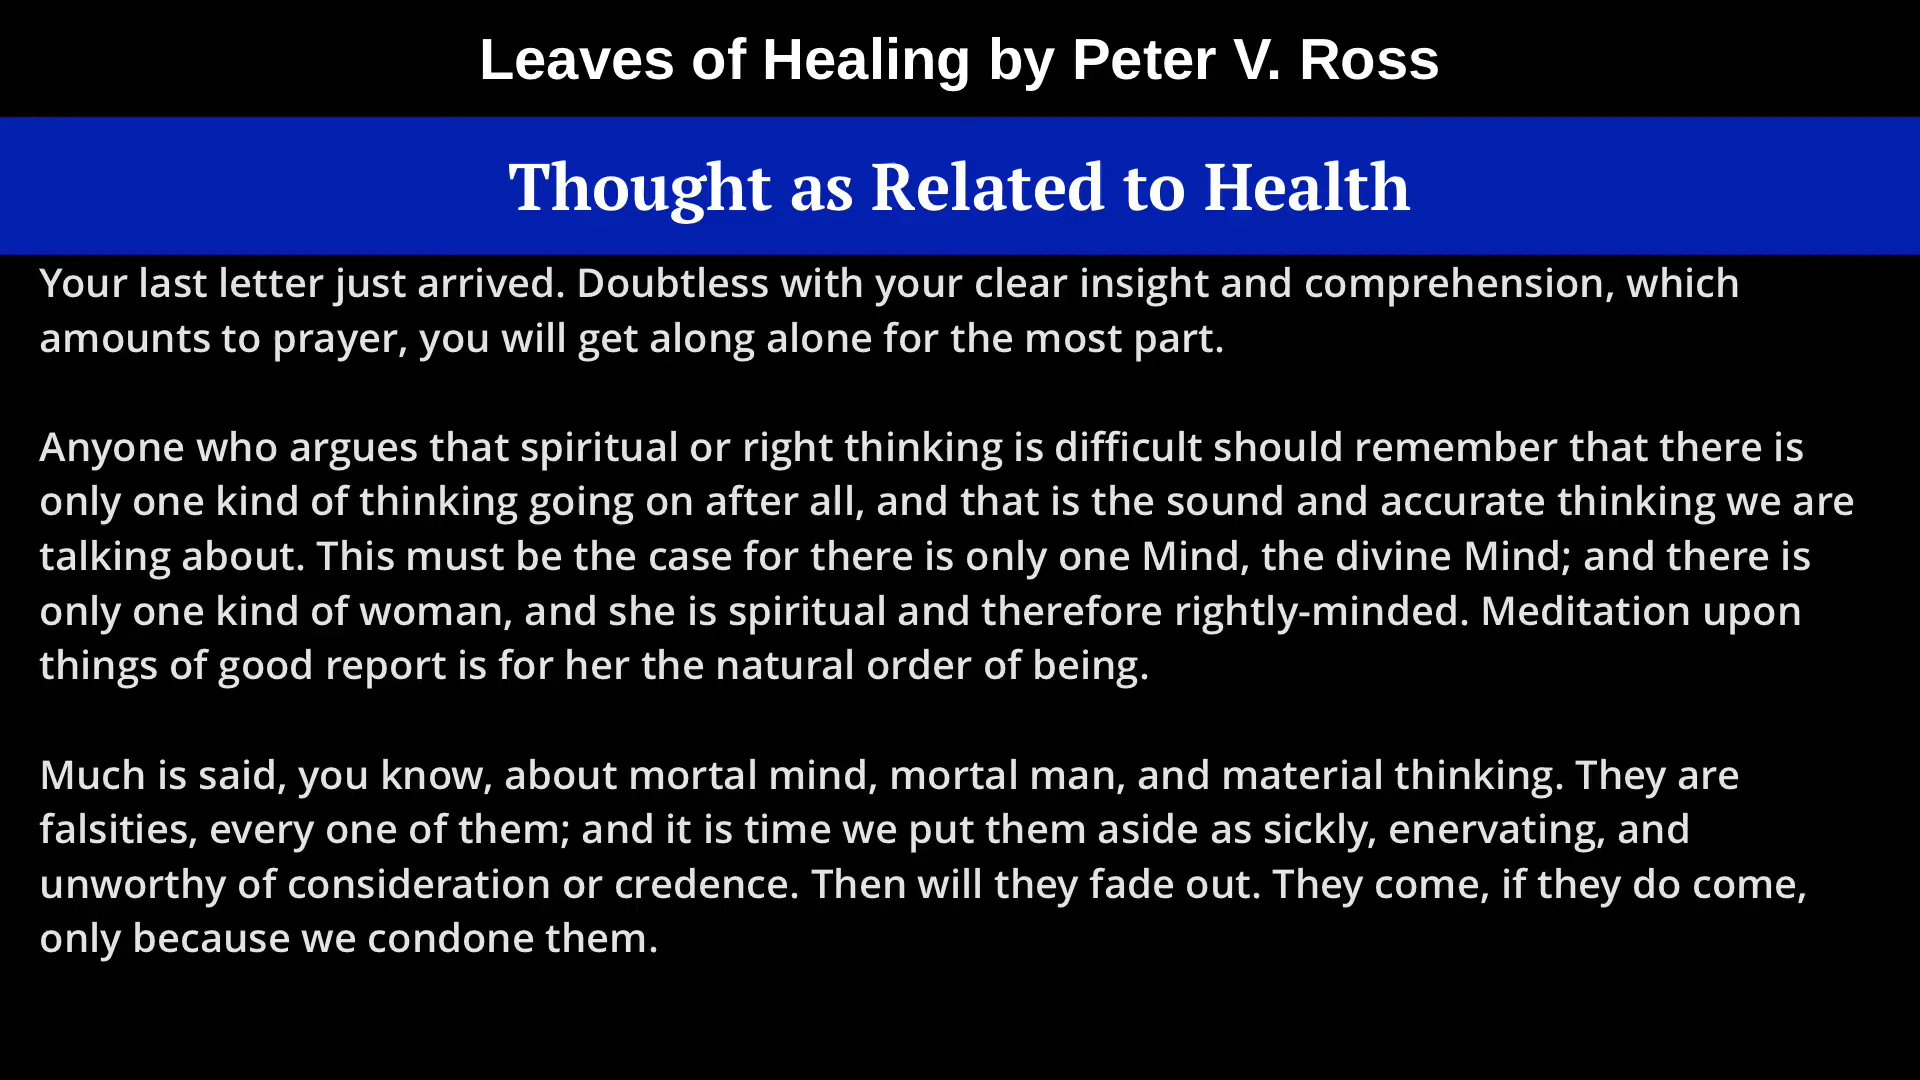 Leaves of Healing by Peter V. Ross
Thought as Related to Health
Your last letter just arrived. Doubtless with your clear insight and comprehension, which
amounts to prayer, you will get along alone for the most part.
Anyone who argues that spiritual or right thinking is difficult should remember that there is
only one kind of thinking going on after all, and that is the sound and accurate thinking we are
talking about. This must be the case for there is only one Mind, the divine Mind; and there is
only one kind of woman, and she is spiritual and therefore rightly-minded. Meditation upon
things of good report is for her the natural order of being.
Much is said, you know, about mortal mind, mortal man, and material thinking. They are
falsities, every one of them; and it is time we put them aside as sickly, enervating, and
unworthy of consideration or credence. Then will they fade out. They come, if they do come,
only because we condone them.